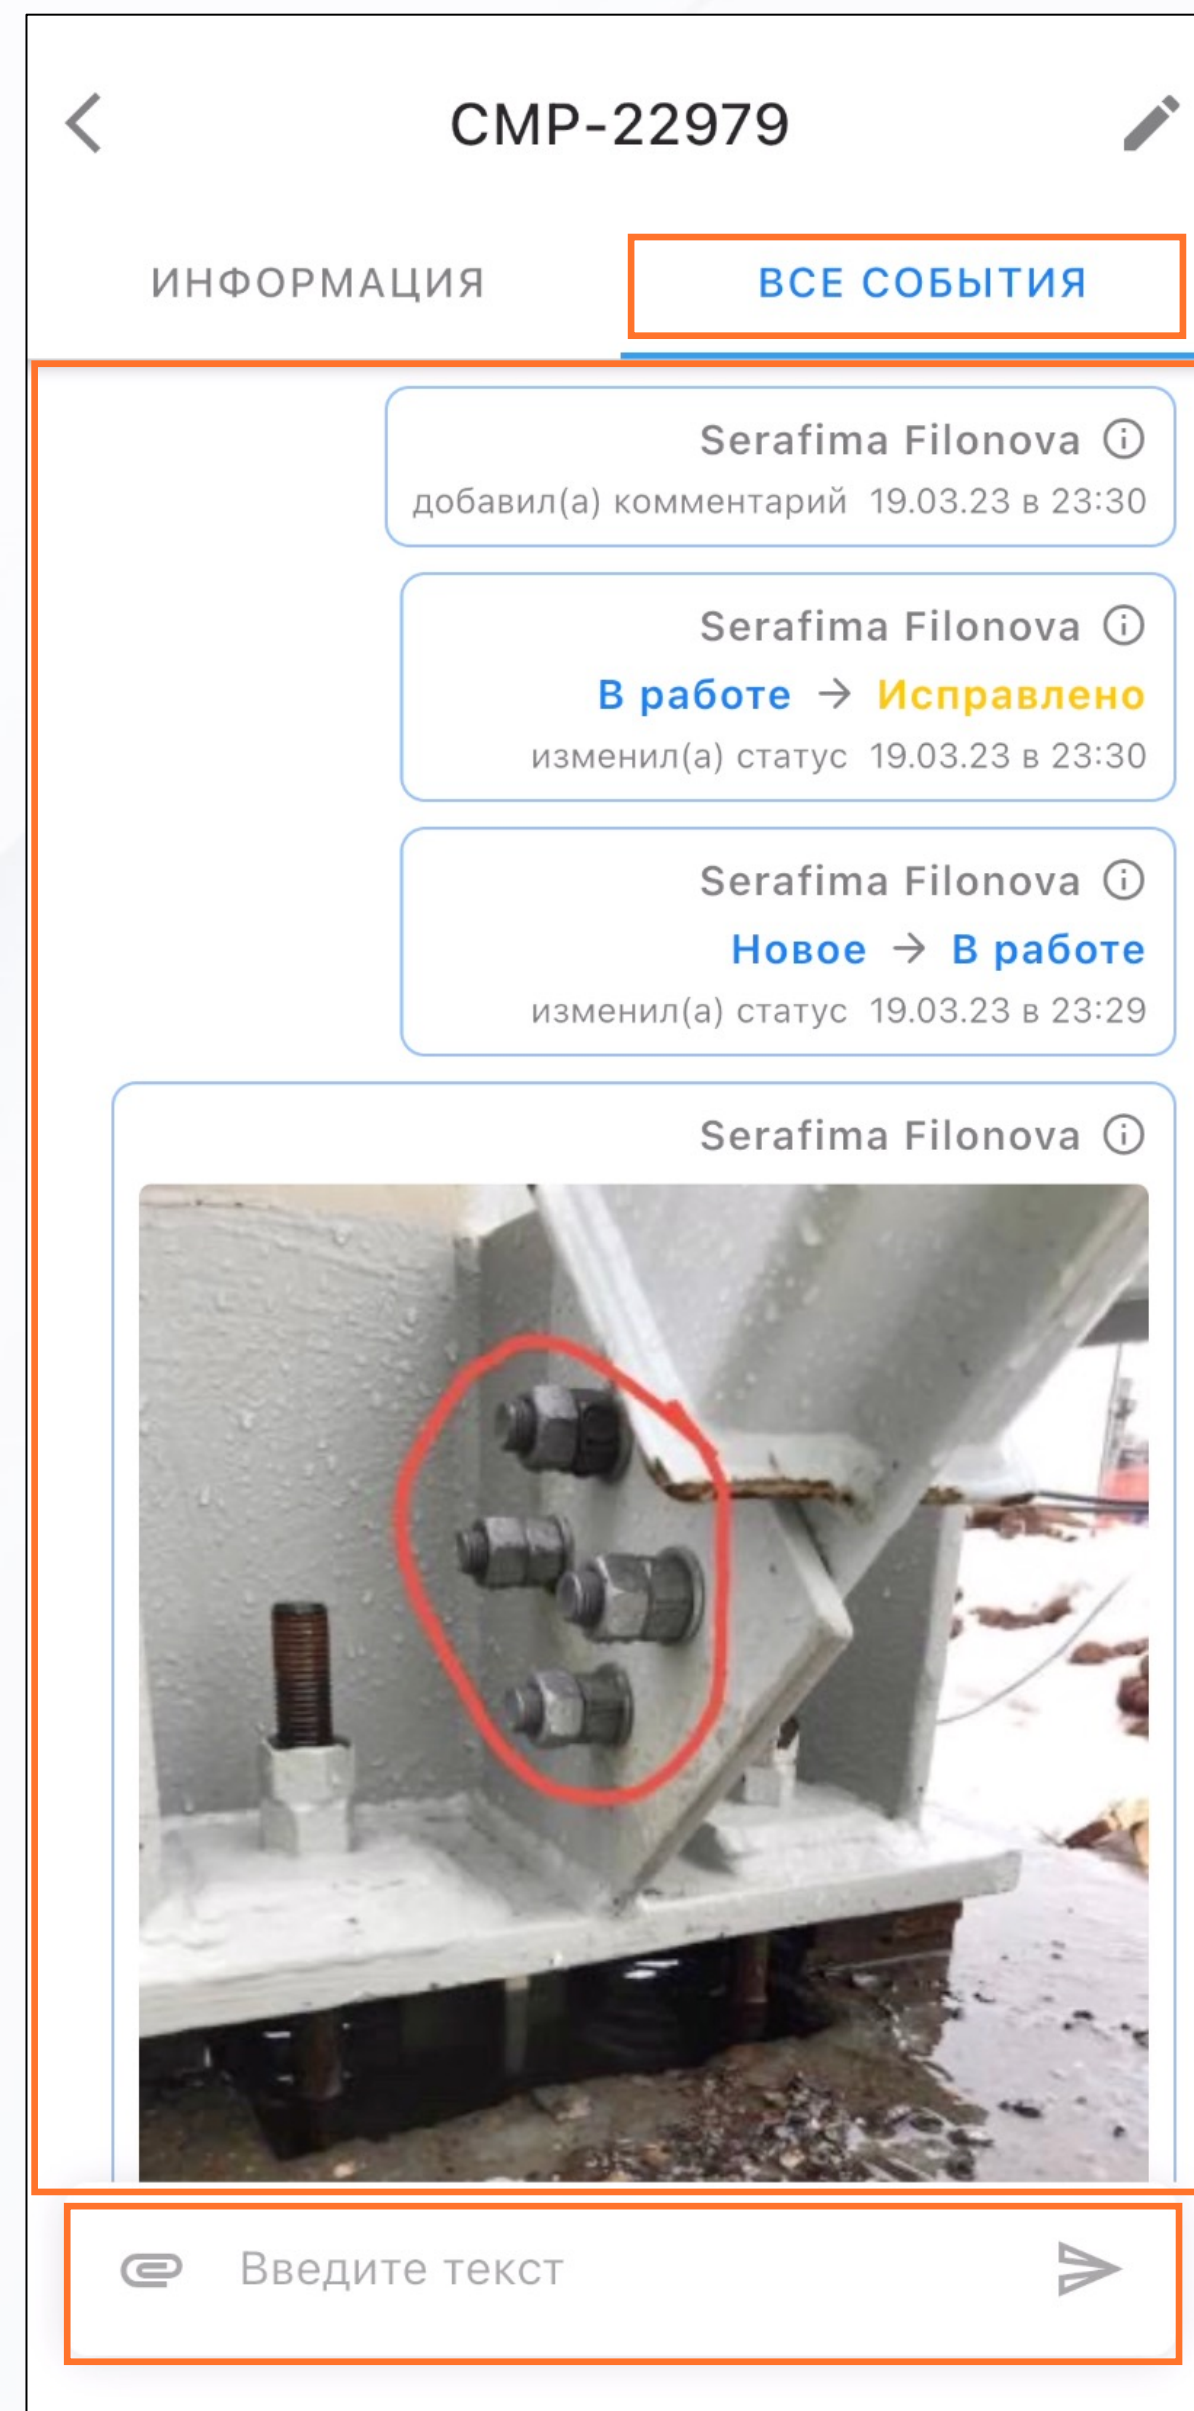 СМР-22979
ИНФОРМАЦИЯ
ВСЕ СОБЫТИЯ
Serafima Filonova
добавил(а) комментарий 19.03.23 в 23:30
Serafima Filonova
В работе → Исправлено
изменил(а) статус 19.03.23 в 23:30
Serafima Filonova
Новое → В работе
изменил(а) статус 19.03.23 в 23:29
Serafima Filonova
Введите текст